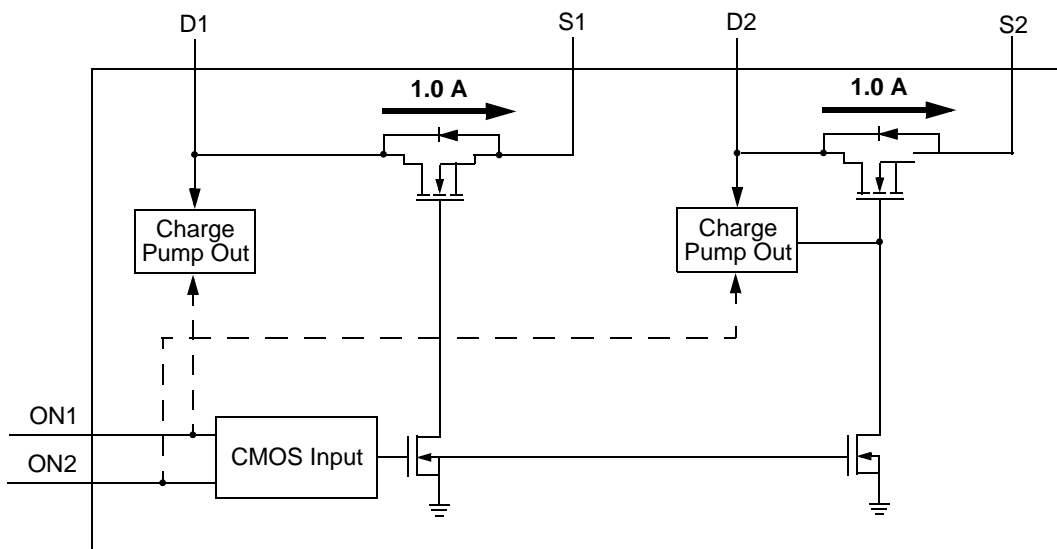 D1
S1
D2
S2
1.0 A
1.0 A
Charge
Pump Out
Charge
Pump Out
ON1
ON2
CMOS Input